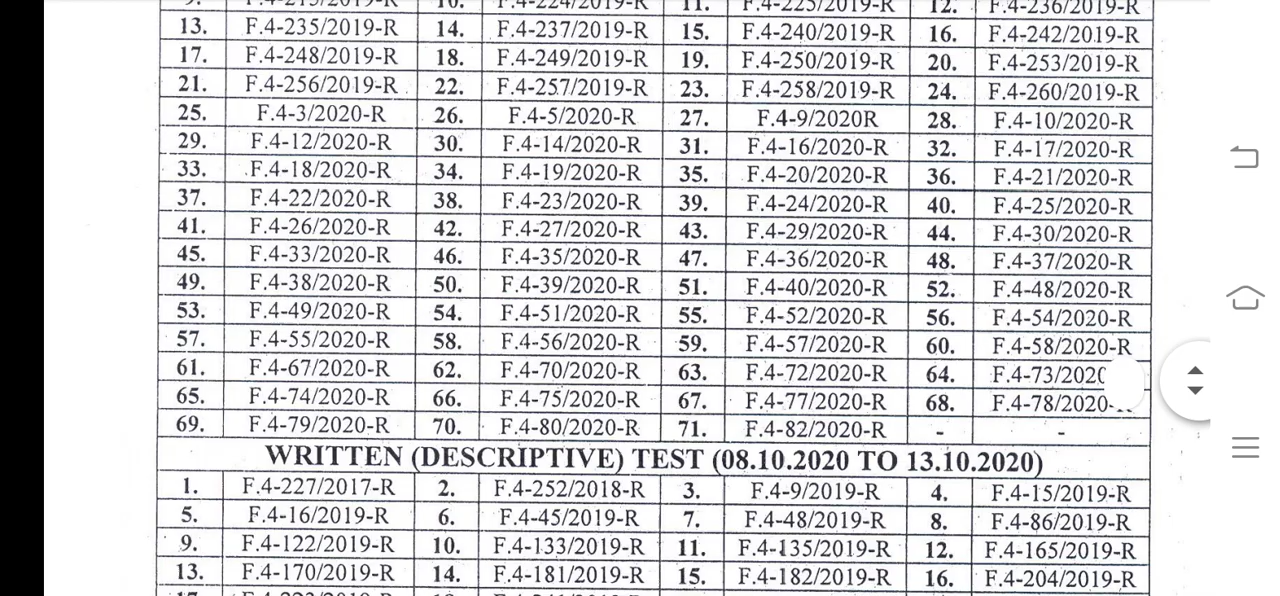 13. F.4-235/2019-R 14. F.4-237/2019-R 15. F.4-240/2019-R 16. F.4-242/2019-R
17. F.4-248/2019-R 18. F.4-249/2019-R 19. F.4-250/2019-R 20. F.4-253/2019-R
21. F.4-256/2019-R 22. F.4-257/2019-R 23. F.4-258/2019-R 24. F.4-260/2019-R
25. F.4-3/2020-R 26. F.4-5/2020-R 27. F.4-9/2020R 28. F.4-10/2020-R
29. F.4-12/2020-R 30. F.4-14/2020-R 31. F.4-16/2020-R 32. F.4-17/2020-R
33. F.4-18/2020-R 34. F.4-19/2020-R 35. F.4-20/2020-R 36. F.4-21/2020-R
37. F.4-22/2020-R 38. F.4-23/2020-R 39. F.4-24/2020-R 40. F.4-25/2020-R
41. F.4-26/2020-R 42. F.4-27/2020-R 43. F.4-29/2020-R 44. F.4-30/2020-R
45. F.4-33/2020-R 46. F.4-35/2020-R 47. F.4-36/2020-R 48. F.4-37/2020-R
49. F.4-38/2020-R 50. F.4-39/2020-R 51. F.4-40/2020-R 52. F.4-48/2020-R
53. F.4-49/2020-R 54. F.4-51/2020-R 55. F.4-52/2020-R 56. F.4-54/2020-R
57. F.4-55/2020-R 58. F.4-56/2020-R 59. F.4-57/2020-R 60. F.4-58/2020-R
61. F.4-67/2020-R 62. F.4-70/2020-R 63. F.4-72/2020-R 64. F.4-73/2020
65. F.4-74/2020-R 66. F.4-75/2020-R 67. F.4-77/2020-R 68. F.4-78/2020-
69. F.4-79/2020-R 70. F.4-80/2020-R 71. F.4-82/2020-R - -
WRITTEN (DESCRIPTIVE) TEST (08.10.2020 TO 13.10.2020)
1. F.4-227/2017-R 2. F.4-252/2018-R 3. F.4-9/2019-R 4. F.4-15/2019-R
5. F.4-16/2019-R 6. F.4-45/2019-R 7. F.4-48/2019-R 8. F.4-86/2019-R
9. F.4-122/2019-R 10. F.4-133/2019-R 11. F.4-135/2019-R 12. F.4-165/2019-R
13. F.4-170/2019-R 14. F.4-181/2019-R 15. F.4-182/2019-R 16. F.4-204/2019-R